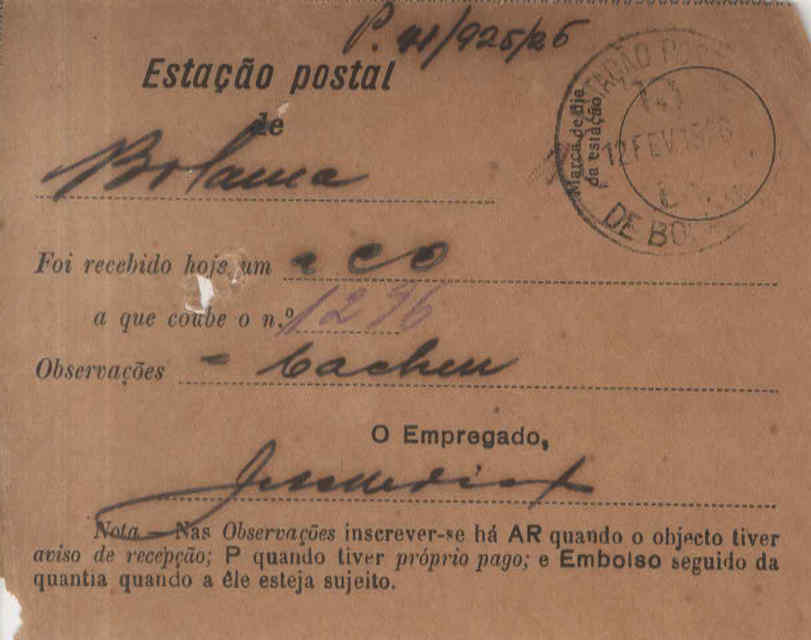 P. 41/925/26
Estação postal
de
Bolama
Marca de dia
da estação
12 FEV 1926
DE BO
Foi recebido hoje um
a que coube o n.º 1296
Observações - Cacheu
O Empregado,
Nota — Nas Observações inscrever-se há AR quando o objecto tiver
aviso de recepção; P quando tiver próprio pago; e Embolso seguido da
quantia quando a êle esteja sujeito.